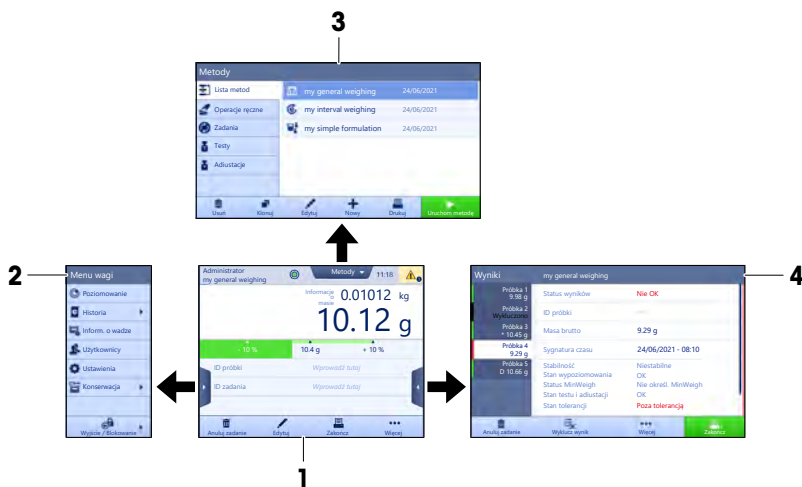 3
Metody
Lista metod
my general weighing 24/06/2021
Operacje ręczne
my interval weighing 24/06/2021
Zadania
my simple formulation 24/06/2021
Testy
Adiustacje
Usuń Klonuj Edytuj Nowy Drukuj Uruchom metodę
2
Menu wagi
Poziomowanie
Historia
Inform. o wadze
Użytkownicy
Ustawienia
Konserwacja
Wyjście / Blokowanie
Administrator
my general weighing
Metody 11:18
Informacje
o
masie
0.01012 kg
10.12 g
- 10 % 10.4 g + 10 %
ID próbki Wprowadź tutaj
ID zadania Wprowadź tutaj
Anuluj zadanie Edytuj Zakończ Więcej
1
4
Wyniki my general weighing
Próbka 1
9.98 g
Próbka 2
Wykluczono
Próbka 3
* 10.45 g
Próbka 4
9.29 g
Próbka 5
D 10.66 g
Status wyników Nie OK
ID próbki
Masa brutto 9.29 g
Sygnatura czasu 24/06/2021 - 08:10
Stabilność Niestabilne
Stan wypoziomowania OK
Status MinWeigh Nie okréśl. MinWeigh
Stan testu i adiustacji OK
Stan tolerancji Poza tolerancją
Anuluj zadanie Wyklucz wynik Więcej Zakończ